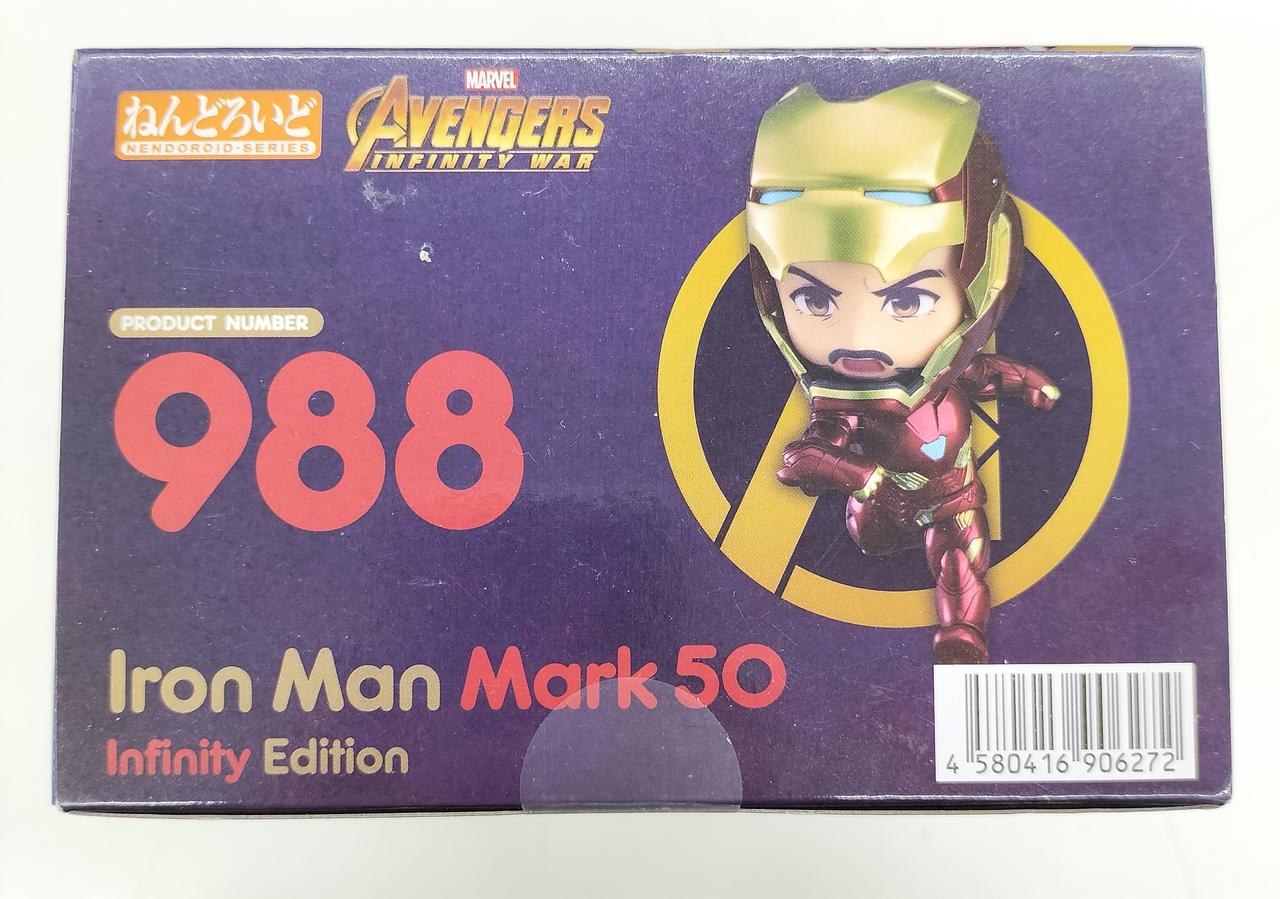 ねんどろいど
NENDOROID·SERIES
MARVEL
AVENGERS
INFINITY WAR
PRODUCT NUMBER
988
Iron Man Mark 50
Infinity Edition
4 580416 906272